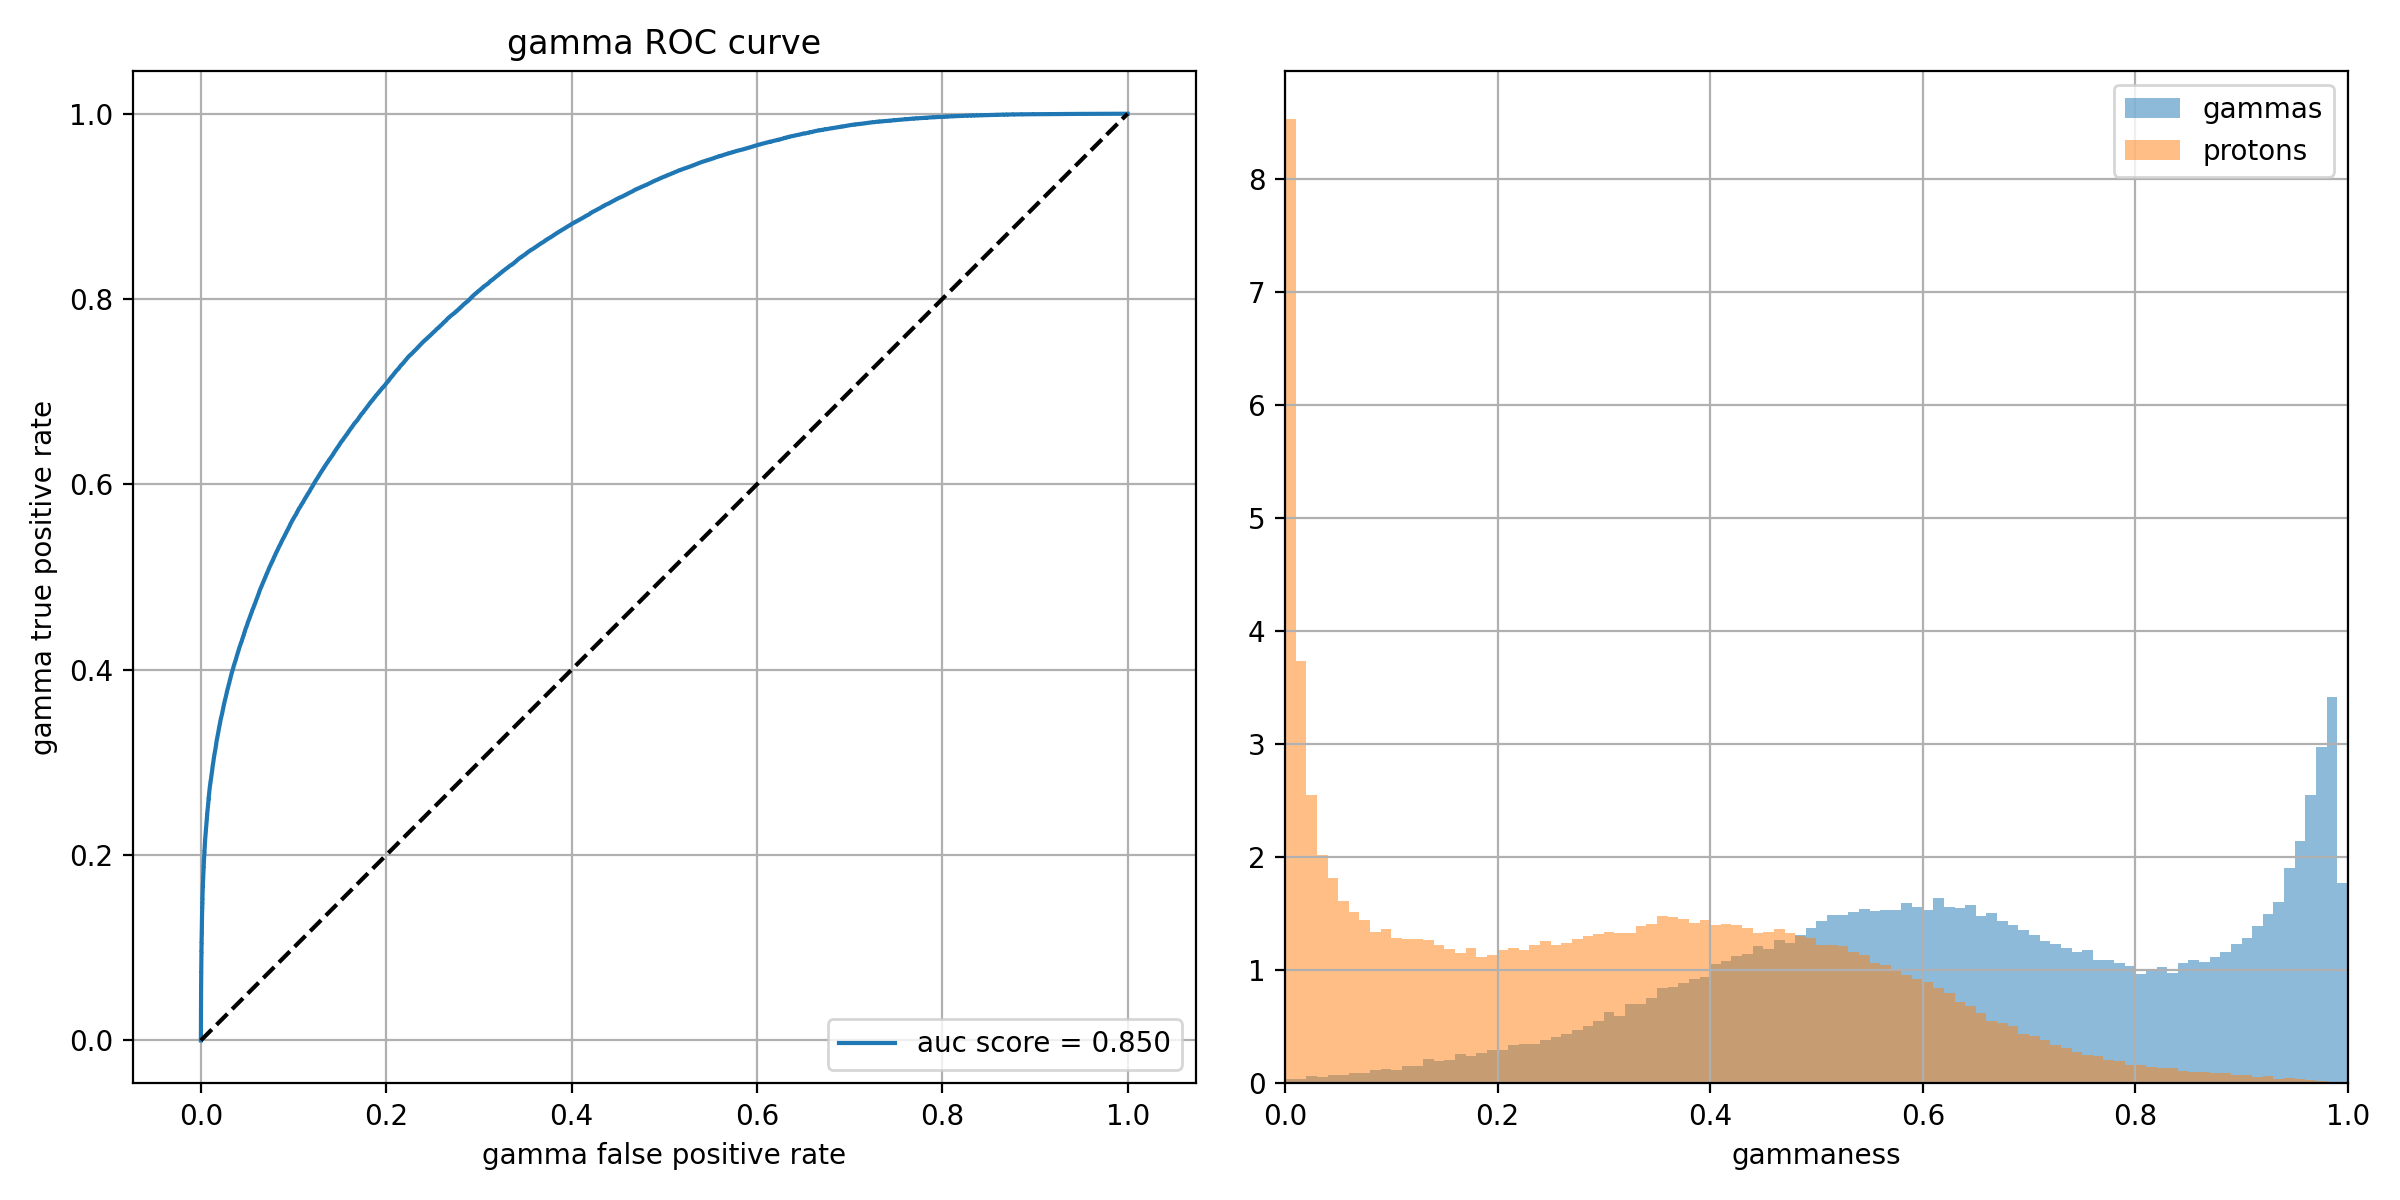 gamma ROC curve
gamma true positive rate
1.0
0.8
0.6
0.4
0.2
0.0
0.0 0.2 0.4 0.6 0.8 1.0
gamma false positive rate
auc score = 0.850
gammas
protons
8
7
6
5
4
3
2
1
0
0.0 0.2 0.4 0.6 0.8 1.0
gammaness